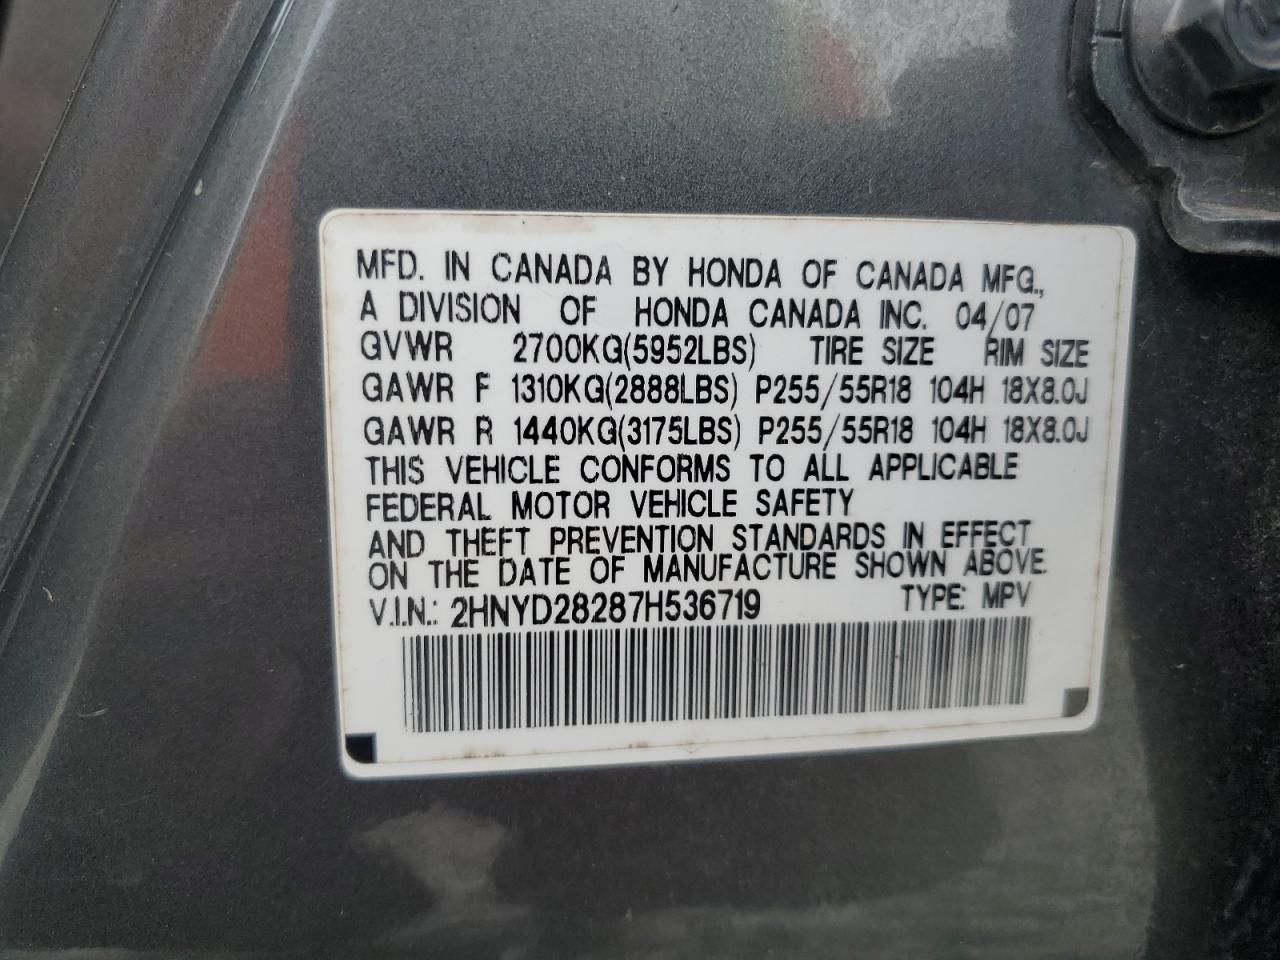 MFD. IN CANADA BY HONDA OF CANADA MFG.,
A DIVISION OF HONDA CANADA INC. 04/07
GVWR 2700KG(5952LBS) TIRE SIZE RIM SIZE
GAWR F 1310KG(2888LBS) P255/55R18 104H 18X8.0J
GAWR R 1440KG(3175LBS) P255/55R18 104H 18X8.0J
THIS VEHICLE CONFORMS TO ALL APPLICABLE
FEDERAL MOTOR VEHICLE SAFETY
AND THEFT PREVENTION STANDARDS IN EFFECT
ON THE DATE OF MANUFACTURE SHOWN ABOVE.
V.I.N.: 2HNYD28287H536719 TYPE: MPV